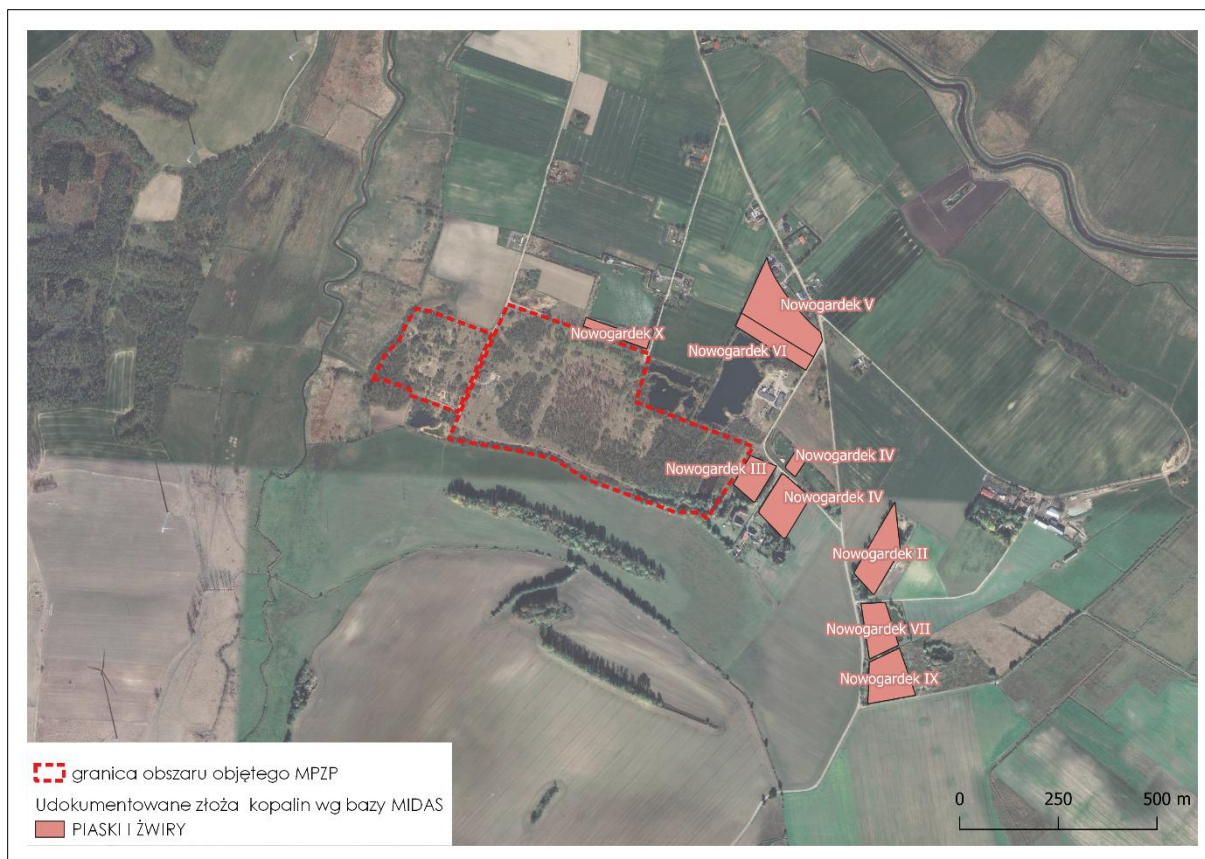 Nowogardek V
Nowogardek X
Nowogardek VI
Nowogardek IV
Nowogardek III
Nowogardek IV
Nowogardek II
Nowogardek VII
Nowogardek IX
granica obszaru objętego MPZP
Udokumentowane złoża kopalin wg bazy MIDAS
PIASKI I ŻWIRY
0 250 500 m